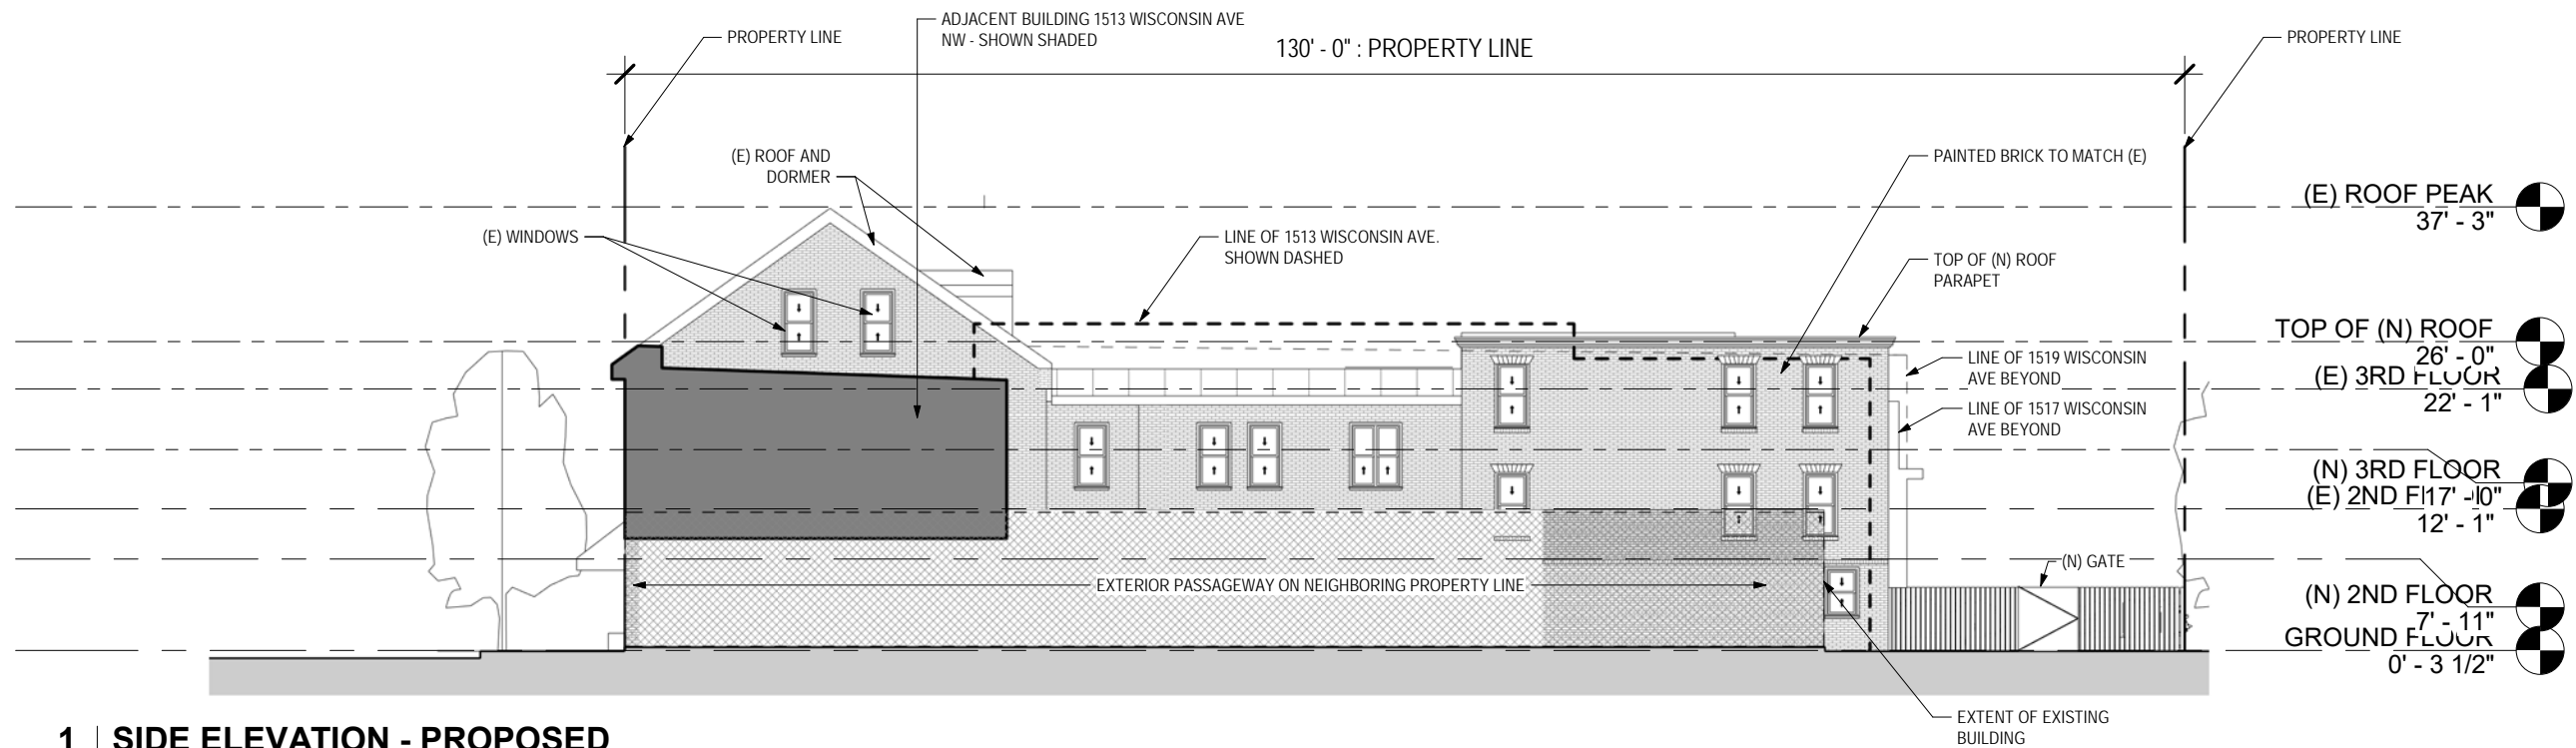 ADJACENT BUILDING 1513 WISCONSIN AVE
NW - SHOWN SHADED
PROPERTY LINE
130' - 0" : PROPERTY LINE
PROPERTY LINE
(E) ROOF AND
DORMER
PAINTED BRICK TO MATCH (E)
(E) ROOF PEAK
37' - 3"
(E) WINDOWS
LINE OF 1513 WISCONSIN AVE.
SHOWN DASHED
TOP OF (N) ROOF
PARAPET
TOP OF (N) ROOF
26' - 0"
LINE OF 1519 WISCONSIN
AVE BEYOND
(E) 3RD FLOOR
22' - 1"
LINE OF 1517 WISCONSIN
AVE BEYOND
(N) 3RD FLOOR
17' - 0"
(E) 2ND
12' - 1"
(N) GATE
EXTERIOR PASSAGEWAY ON NEIGHBORING PROPERTY LINE
(N) 2ND FLOOR
7' - 11"
GROUND FLOOR
0' - 3 1/2"
EXTENT OF EXISTING
BUILDING
1 SIDE ELEVATION - PROPOSED